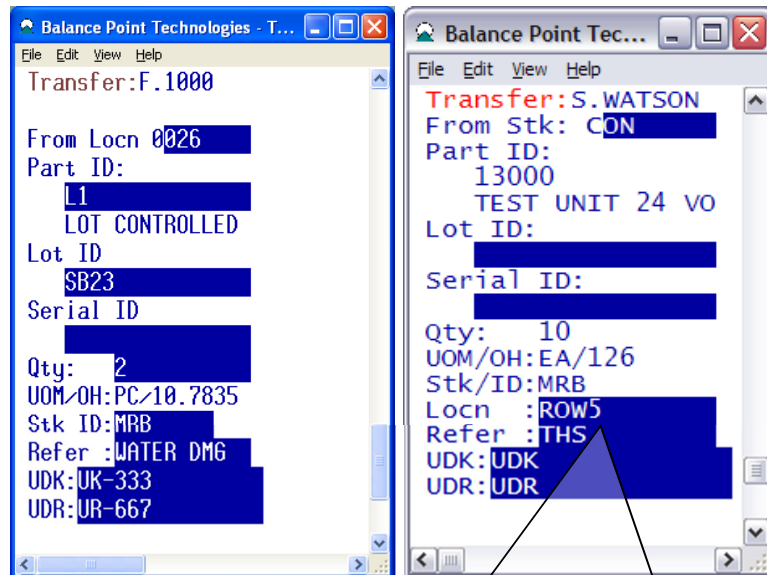 Balance Point Technologies - T...
File Edit View Help
Transfer:F.1000
From Locn 0026
Part ID:
L1
LOT CONTROLLED
Lot ID
SB23
Serial ID
Qty: 2
UOM/OH:PC/10.7835
Stk ID:MRB
Refer :WATER DMG
UDK:UK-333
UDR:UR-667
Balance Point Tec...
File Edit View Help
Transfer:S.WATSON
From Stk: CON
Part ID:
13000
TEST UNIT 24 VO
Lot ID:
Serial ID:
Qty: 10
UOM/OH:EA/126
Stk/ID:MRB
Locn :ROW5
Refer :THS
UDK:UDK
UDR:UDR